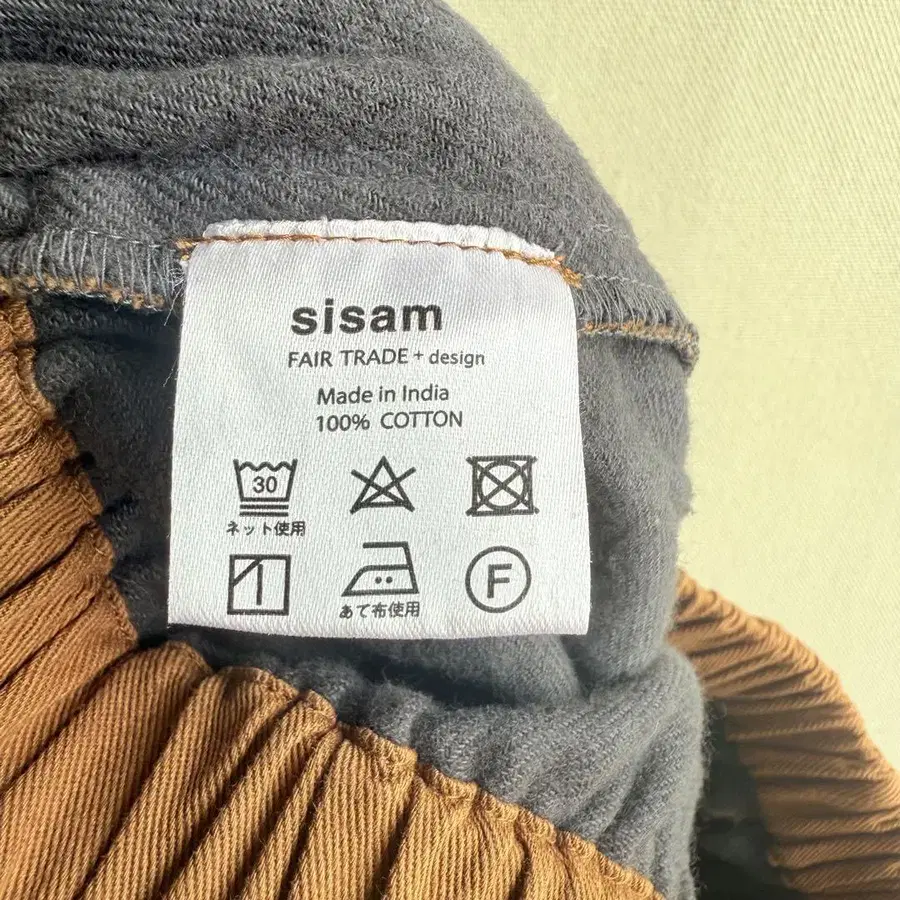 sisam
FAIR TRADE + design
Made in India
100% COTTON
30
ネット使用
あて布使用
F